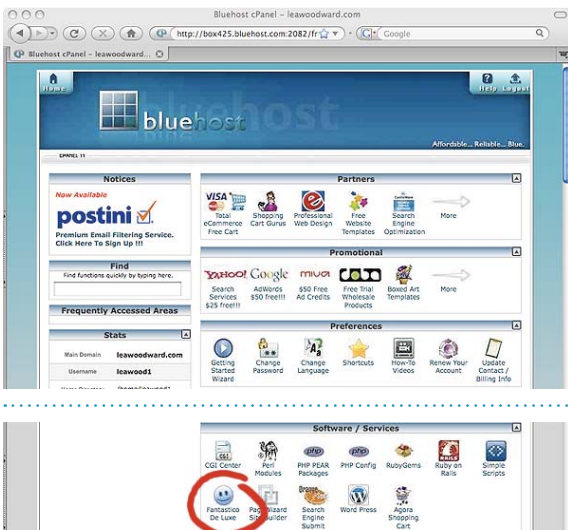 Bluehost cPanel – leawoodward.com
http://box425.bluehost.com:2082/fr
Google
Bluehost cPanel – leawoodward...
Home
Help Logout
bluehost
Affordable... Reliable... Blue.
CPANEL 11
Notices
Now Available
postini
Premium Email Filtering Service.
Click Here To Sign Up !!!
Find
Find functions quickly by typing here.
Frequently Accessed Areas
Stats
Main Domain leawoodward.com
Username leawood1
Partners
VISA
Total eCommerce Free Cart
Shopping Cart Gurus
Professional Web Design
Free Website Templates
Search Engine Optimization
More
Promotional
YAHOO! Google miva doba
Search Services $25 free!!!
AdWords $50 free!!!
$50 Free Ad Credits
Free Trial Wholesale Products
Boxed Art Templates
More
Preferences
Getting Started Wizard
Change Password
Change Language
Shortcuts
How-To Videos
Renew Your Account
Update Contact / Billing Info
Software / Services
CGI Center
Perl Modules
PHP PEAR Packages
PHP Config
RubyGems
Ruby on Rails
Simple Scripts
Fantastico De Luxe
Search Engine Submit
Word Press
Agora Shopping Cart